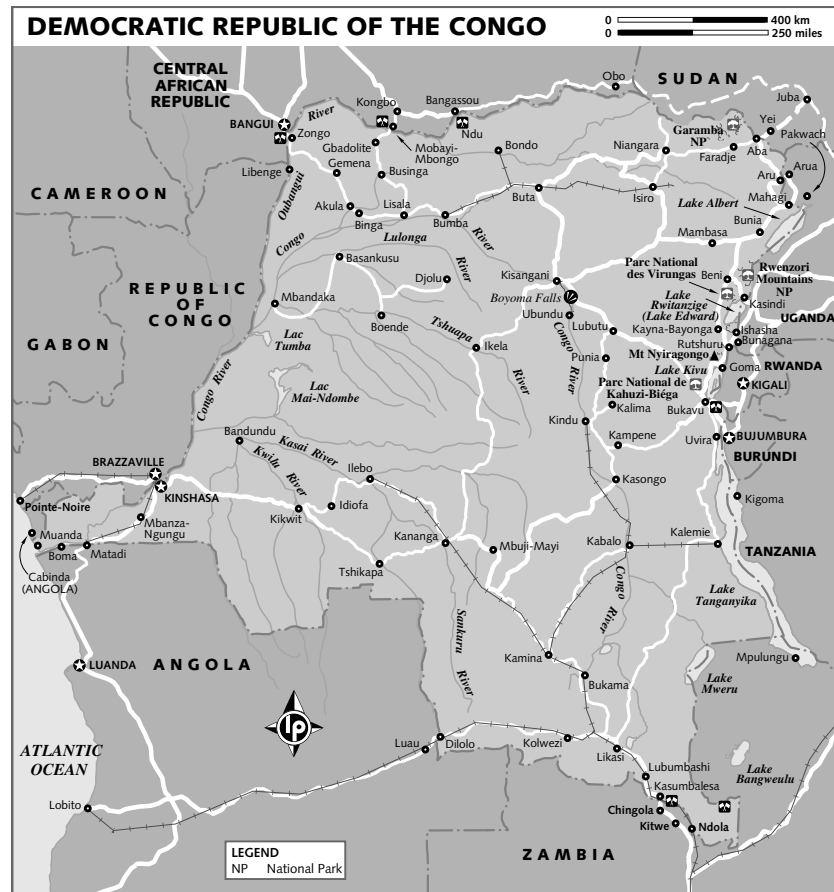 DEMOCRATIC REPUBLIC OF THE CONGO
0 400 km
0 250 miles
CENTRAL
AFRICAN
REPUBLIC
SUDAN
Obo
Juba
Kongbo
Bangassou
River
BANGUI
Zongo
Ndu
Yei
Garamba
NP
Pakwach
Mobayi-
Mbongo
Gbadolite
Bondo
Niangara
Faradje
Aba
Libenge
Gemena
Businga
Aru
Arua
CAMEROON
Oubangui
Buta
Isiro
Mahagi
Akula
Binga
Lisala
Bumba
Lake Albert
Bunia
Congo
Lulonga
River
Mambasa
Basankusu
Djolu
River
Kisangani
Parc National
des Virungas
Beni
Rwenzori
Mountains
NP
REPUBLIC
OF
CONGO
Mbandaka
Boyoma Falls
Lake
Rwitanzige
(Lake Edward)
Kasindi
UGANDA
Ubundu
Lubutu
Kayna-Bayonga
Ishasha
Boende
Tshuapa
Congo
River
Rutshuru
Bunagana
GABON
Lac
Tumba
Ikela
Punia
Mt Nyiragongo
Lake Kivu
Goma
RWANDA
River
Lac
Mai-Ndombe
Congo River
Parc National de
Kahuzi-Biéga
KIGALI
Kalima
Bukavu
Kindu
Bandundu
Kasai River
Kwilu
River
Kampene
Uvira
BUJUMBURA
BURUNDI
BRAZZAVILLE
KINSHASA
Ilebo
Kasongo
Kigoma
Pointe-Noire
Idiofa
Kikwit
Mbanza-
Ngungu
Muanda
Boma
Matadi
Kananga
Mbuji-Mayi
Kabalo
Kalemie
TANZANIA
Cabinda
(ANGOLA)
Tshikapa
Congo
River
Lake
Tanganyika
Sankuru
River
LUANDA
ANGOLA
Kamina
Mpulungu
Lake
Mweru
Bukama
lp
ATLANTIC
OCEAN
Luau
Dilolo
Kolwezi
Likasi
Lubumbashi
Lake
Bangweulu
Kasumbalesa
Lobito
Chingola
Kitwe
Ndola
LEGEND
NP National Park
ZAMBIA